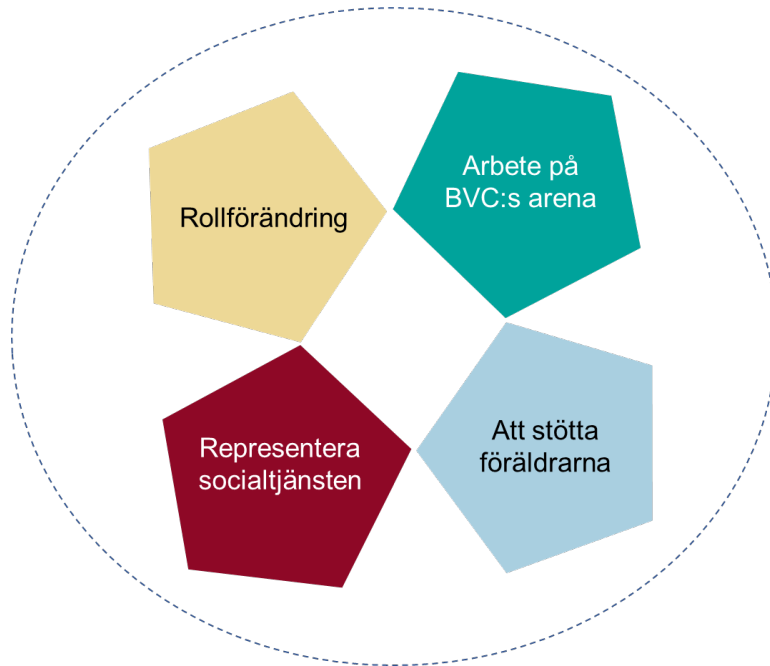 Rollförändring
Arbete på
BVC:s arena
Representera
socialtjänsten
Att stötta
föräldrarna